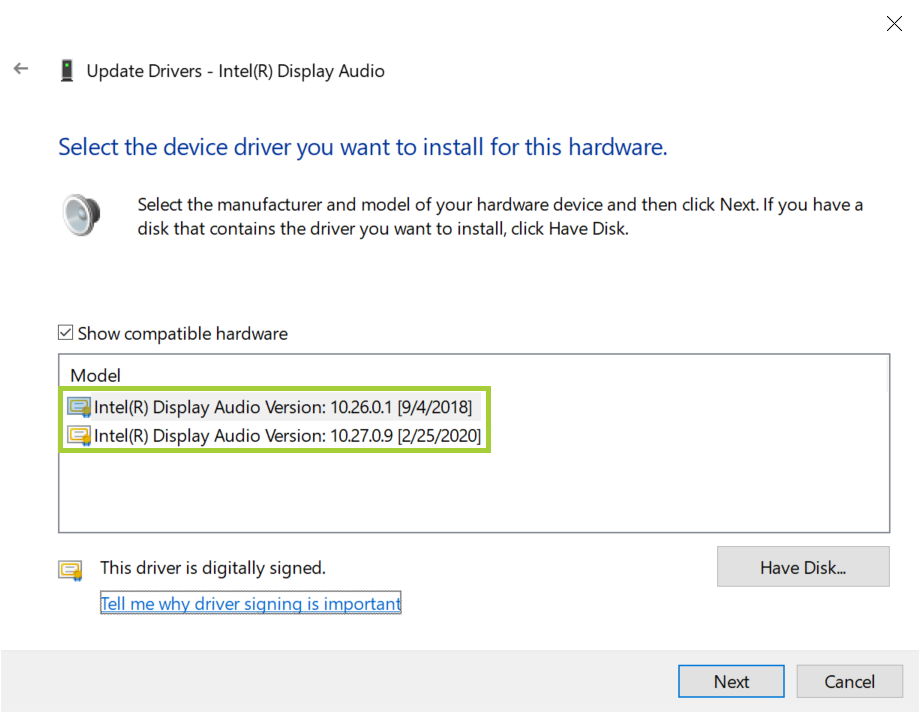 Update Drivers - Intel(R) Display Audio
Select the device driver you want to install for this hardware.
Select the manufacturer and model of your hardware device and then click Next. If you have a
disk that contains the driver you want to install, click Have Disk.
Show compatible hardware
Model
Intel(R) Display Audio Version: 10.26.0.1 [9/4/2018]
Intel(R) Display Audio Version: 10.27.0.9 [2/25/2020]
This driver is digitally signed.
Have Disk...
Tell me why driver signing is important
Next
Cancel